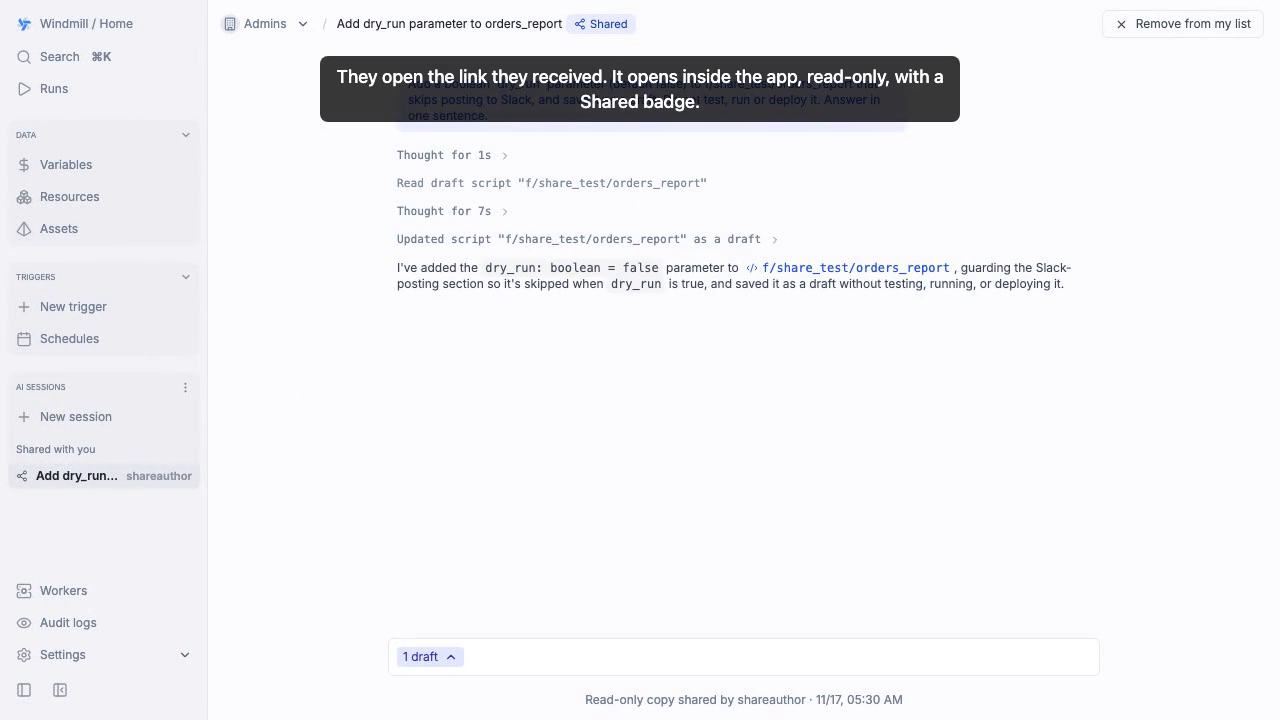 Windmill / Home
Search ⌘K
Runs
DATA
Variables
Resources
Assets
TRIGGERS
New trigger
Schedules
AI SESSIONS
New session
Shared with you
Add dry_run... shareauthor
Workers
Audit logs
Settings
Admins / Add dry_run parameter to orders_report Shared
Remove from my list
They open the link they received. It opens inside the app, read-only, with a
Shared badge.
one sentence.
Thought for 1s
Read draft script "f/share_test/orders_report"
Thought for 7s
Updated script "f/share_test/orders_report" as a draft
I've added the dry_run: boolean = false parameter to f/share_test/orders_report , guarding the Slack-
posting section so it's skipped when dry_run is true, and saved it as a draft without testing, running, or deploying it.
1 draft
Read-only copy shared by shareauthor · 11/17, 05:30 AM